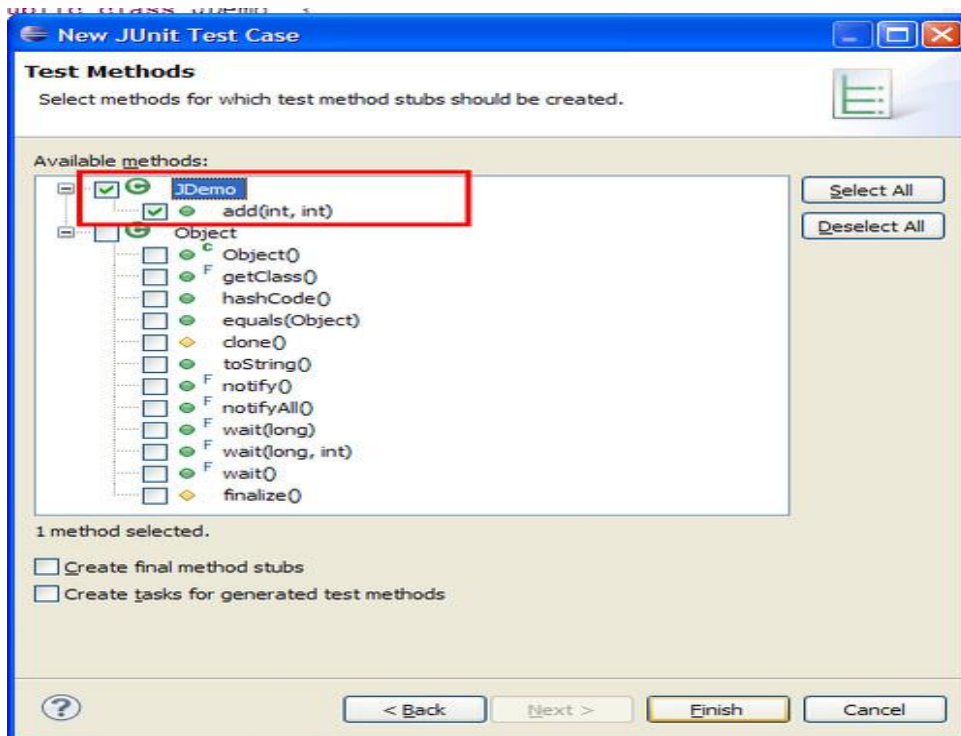 public class JDemo {
New JUnit Test Case
Test Methods
Select methods for which test method stubs should be created.
Available methods:
JDemo
add(int, int)
Object
Object()
getClass()
hashCode()
equals(Object)
clone()
toString()
notify()
notifyAll()
wait(long)
wait(long, int)
wait()
finalize()
Select All
Deselect All
1 method selected.
Create final method stubs
Create tasks for generated test methods
?
< Back
Next >
Finish
Cancel